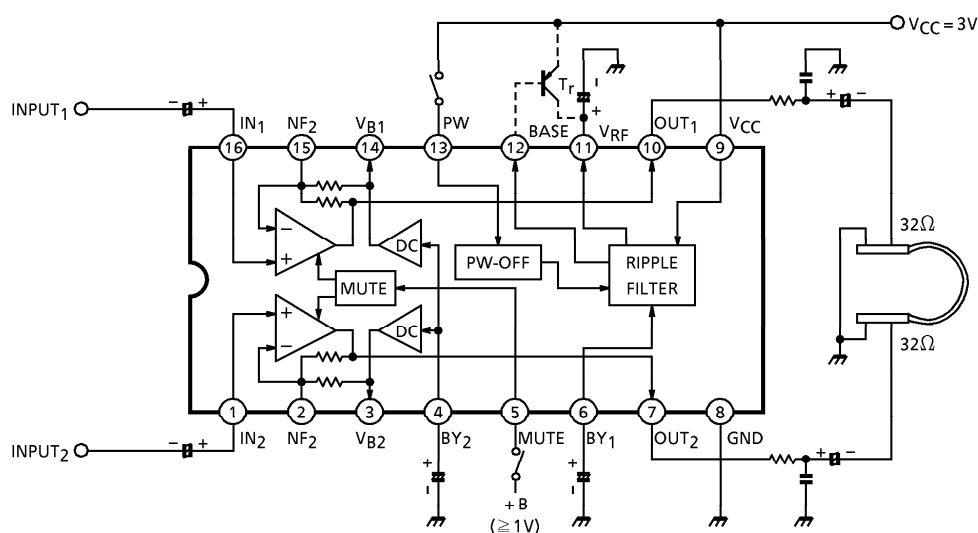 V_CC = 3V
T_r
-
+
INPUT_1
- +
+ -
IN_1
NF_2
V_B1
PW
BASE
V_RF
OUT_1
V_CC
16
15
14
13
12
11
10
9
32Ω
-
+
DC
PW-OFF
RIPPLE
FILTER
MUTE
+
-
DC
32Ω
1
2
3
4
5
6
7
8
IN_2
NF_2
V_B2
BY_2
MUTE
BY_1
OUT_2
GND
INPUT_2
- +
+
-
+
-
+ -
+B
(≧1V)